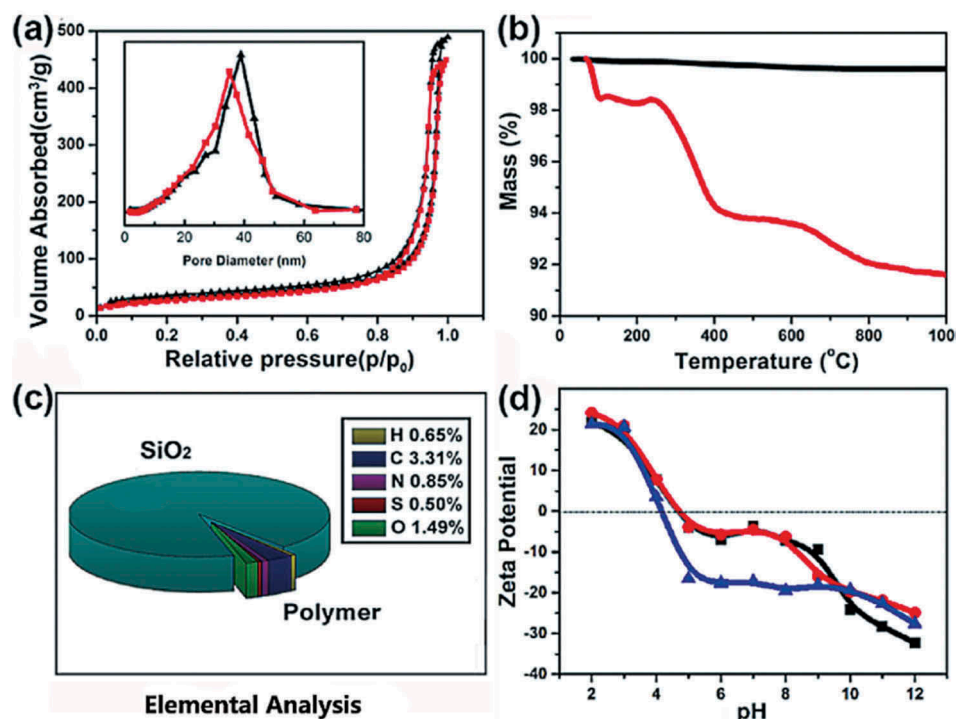 (a)
500
400
300
200
100
0
Volume Absorbed(cm³/g)
0 20 40 60 80
Pore Diameter (nm)
0.0 0.2 0.4 0.6 0.8 1.0
Relative pressure(p/p₀)
(b)
100
98
96
94
92
90
Mass (%)
200 400 600 800 1000
Temperature (°C)
(c)
SiO₂
H 0.65%
C 3.31%
N 0.85%
S 0.50%
O 1.49%
Polymer
Elemental Analysis
(d)
20
10
0
-10
-20
-30
-40
Zeta Potential
2 4 6 8 10 12
pH